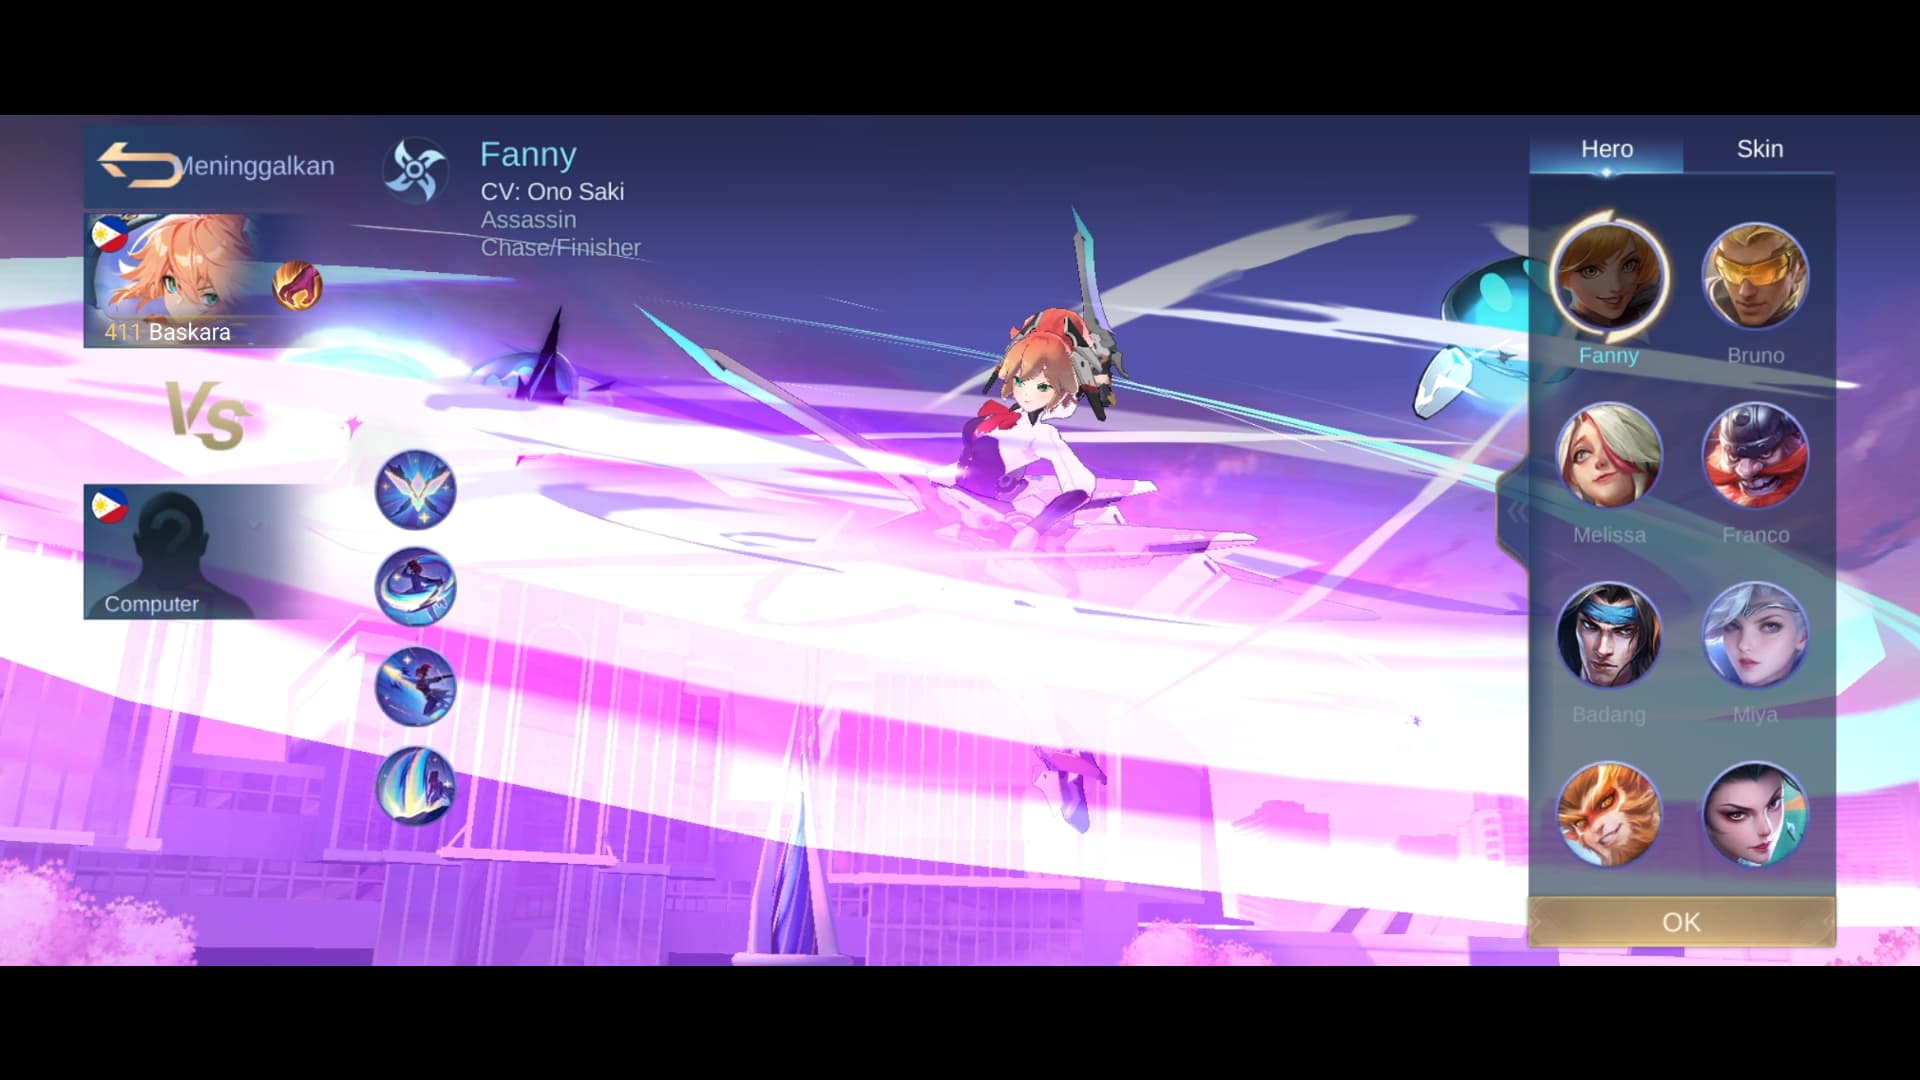 Meninggalkan
Fanny
CV: Ono Saki
Assassin
Chase/Finisher
411 Baskara
VS
Computer
Hero
Skin
Fanny
Bruno
Melissa
Franco
Badang
Miya
OK